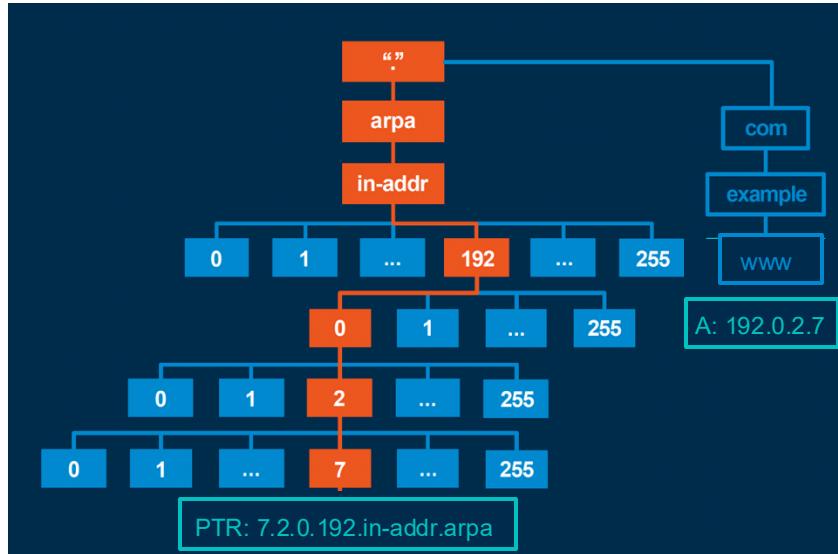 “.”
arpa
com
in-addr
example
0 1 ... 192 ... 255
www
0 1 ... 255
A: 192.0.2.7
0 1 2 ... 255
0 1 ... 7 ... 255
PTR: 7.2.0.192.in-addr.arpa